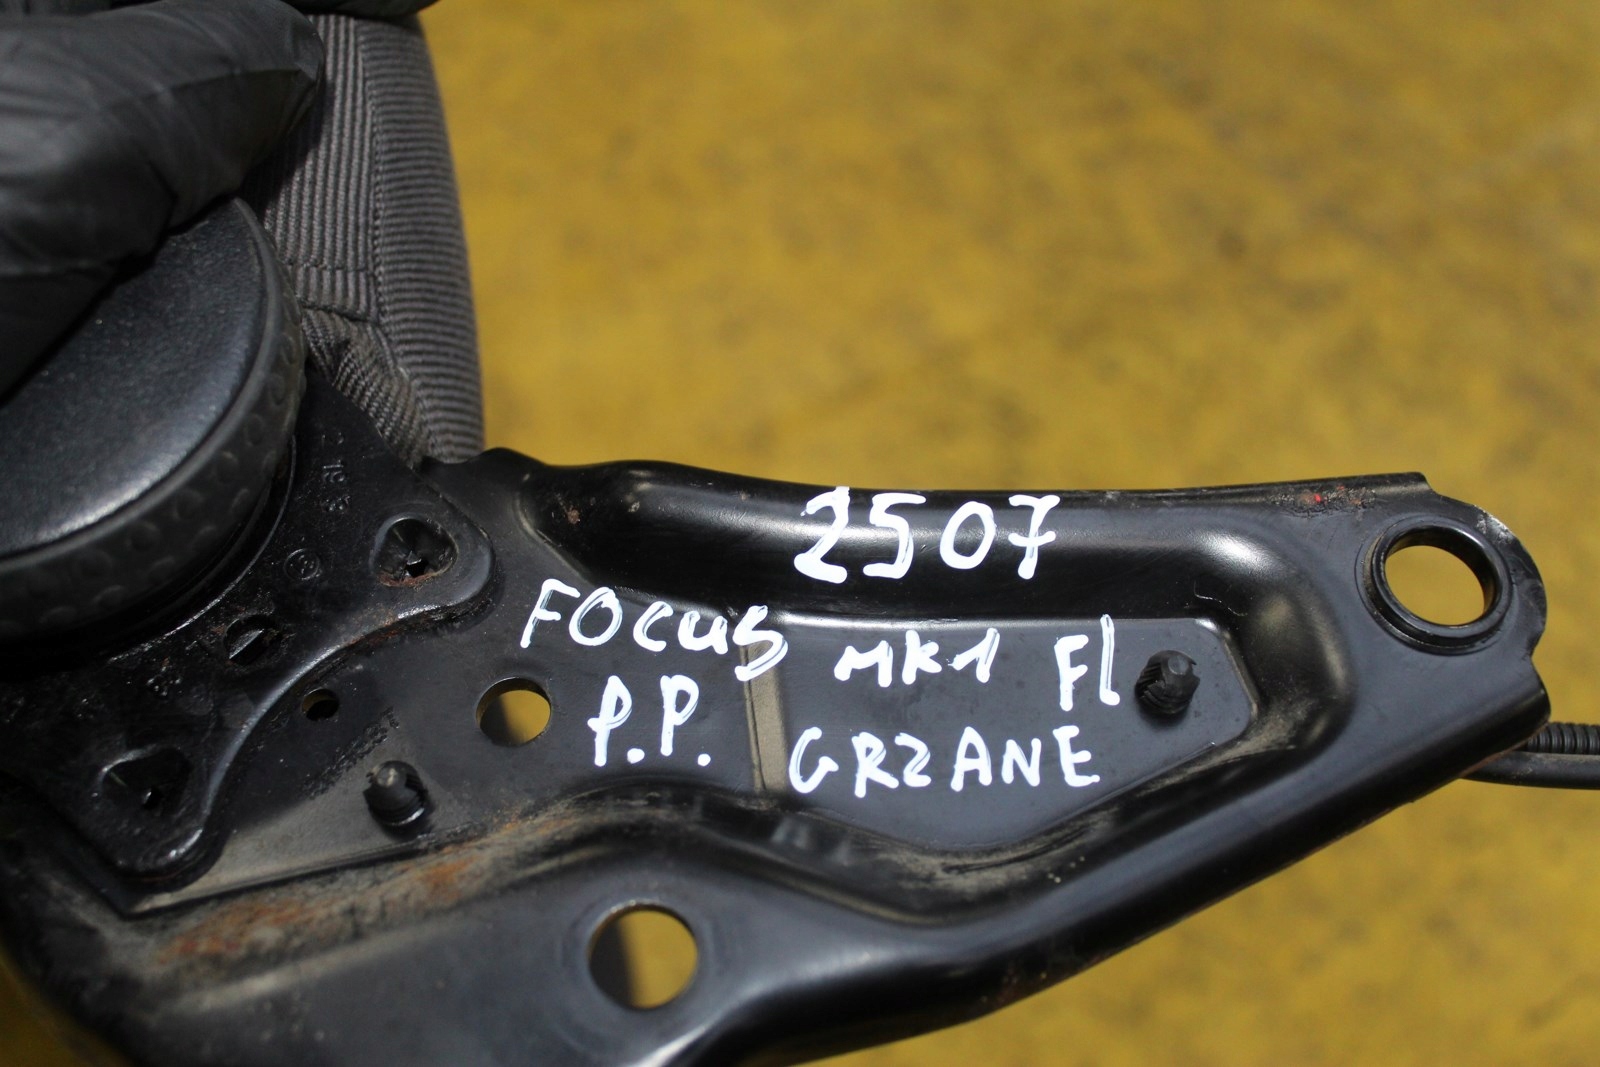 2507
FOCUS MK1 Fl
P.P. GRZANE